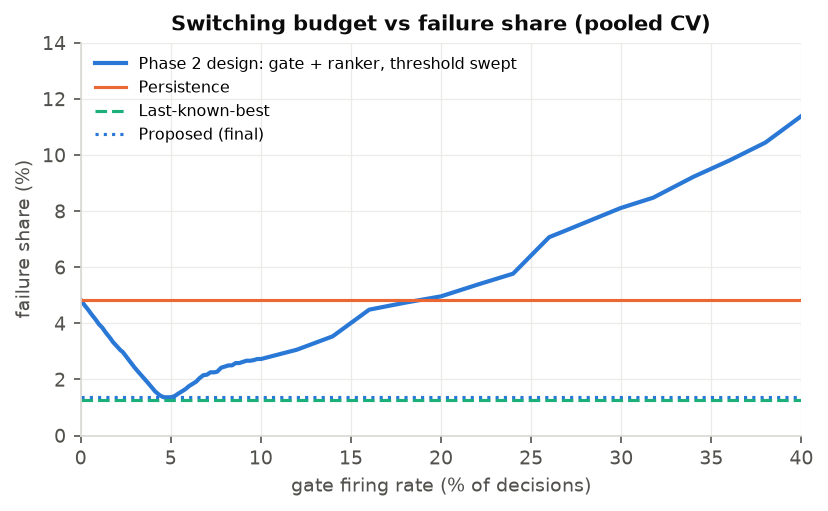 Switching budget vs failure share (pooled CV)
Phase 2 design: gate + ranker, threshold swept
Persistence
Last-known-best
Proposed (final)
failure share (%)
14
12
10
8
6
4
2
0
0 5 10 15 20 25 30 35 40
gate firing rate (% of decisions)